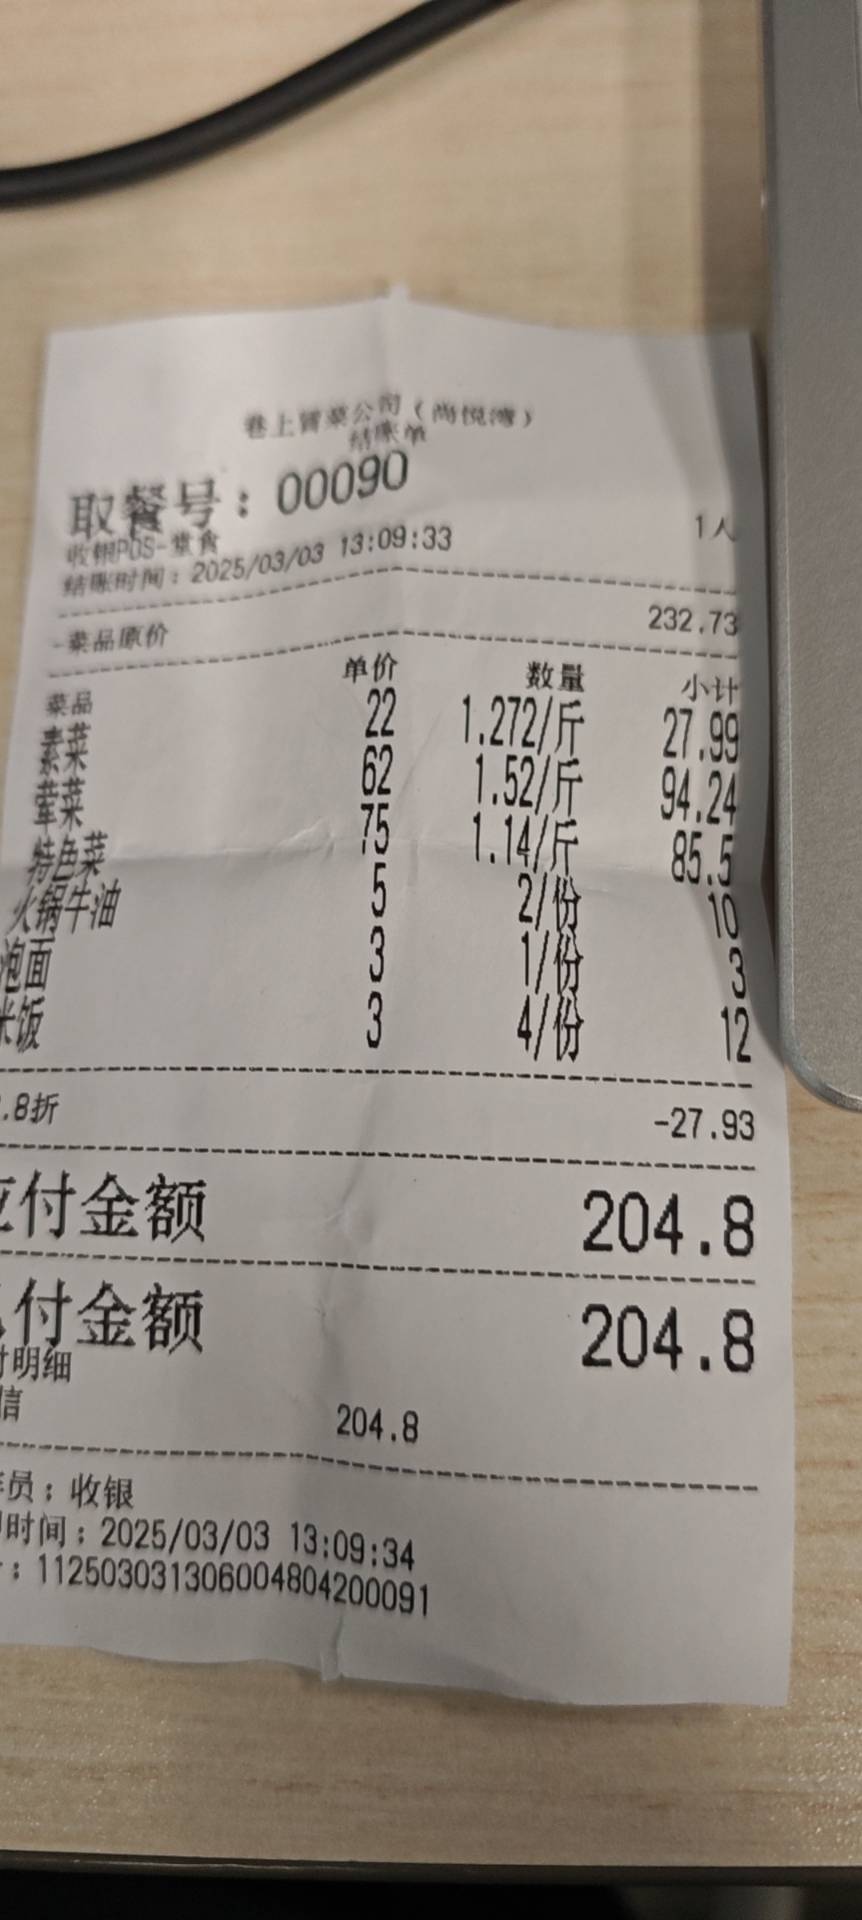 巷上冒菜公司（尚悦湾）
结账单
取餐号：00090
收银POS-堂食 1人
结账时间：2025/03/03 13:09:33
-菜品原价 232.73
菜品 单价 数量 小计
素菜 22 1.272/斤 27.99
荤菜 62 1.52/斤 94.24
特色菜 75 1.14/斤 85.5
火锅牛油 5 2/份 10
泡面 3 1/份 3
米饭 3 4/份 12
.8折 -27.93
应付金额 204.8
付金额 204.8
付明细
信 204.8
员：收银
时间：2025/03/03 13:09:34
：112503031306004804200091